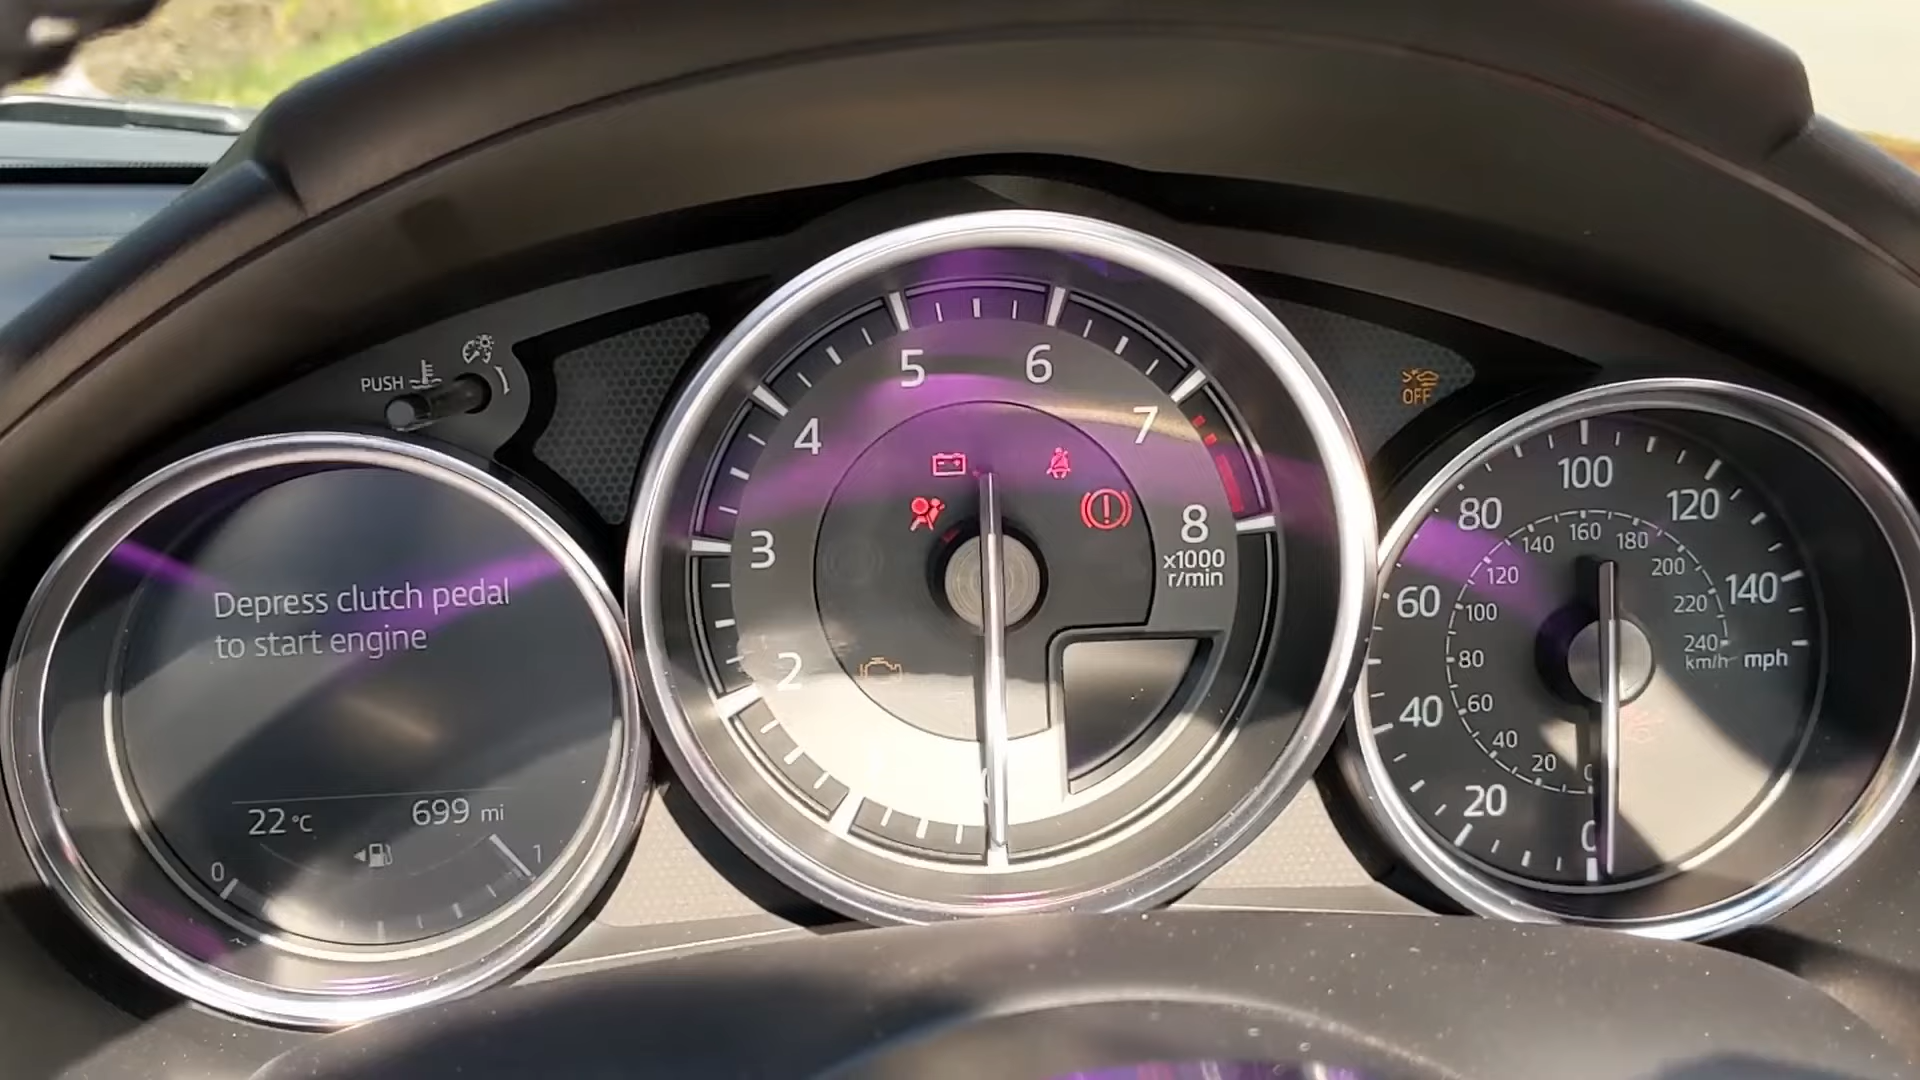 PUSH
Depress clutch pedal
to start engine
22°C
699 mi
0
1
2
3
4
5
6
7
8
x1000
r/min
OFF
0
20
40
60
80
100
120
140
mph
20
40
60
80
100
120
140
160
180
200
220
240
km/h